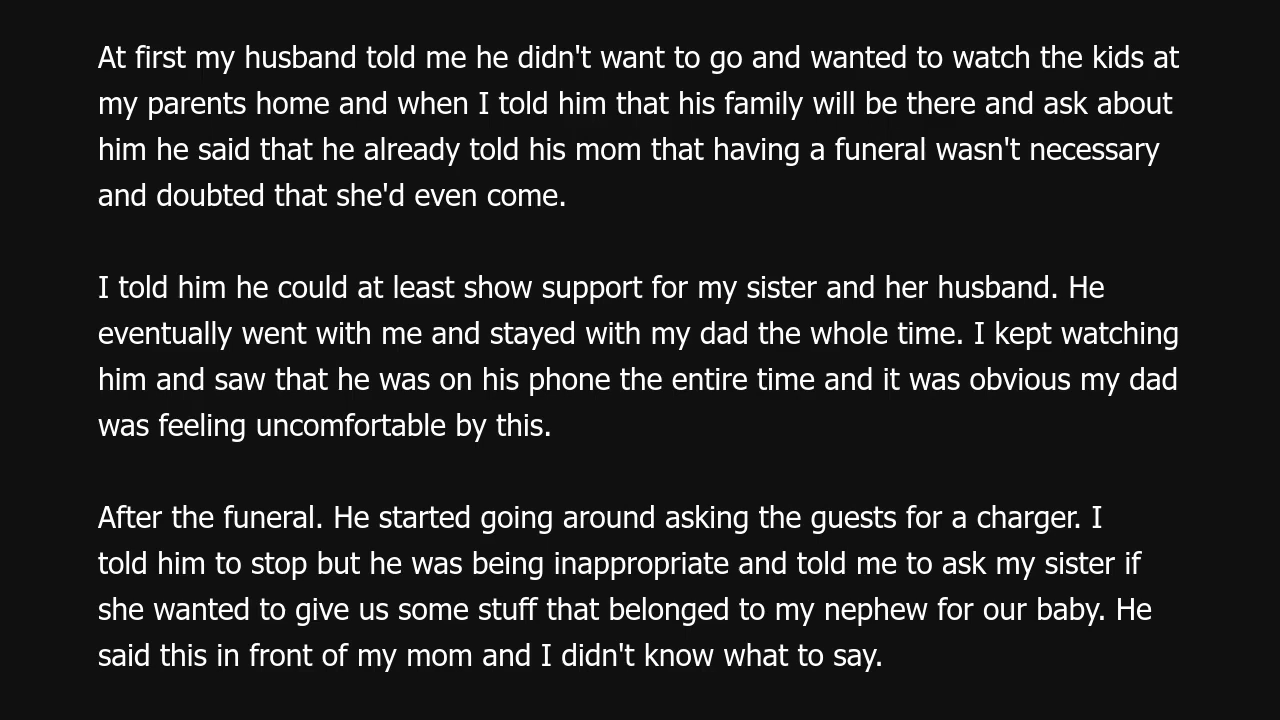 At first my husband told me he didn't want to go and wanted to watch the kids at
my parents home and when I told him that his family will be there and ask about
him he said that he already told his mom that having a funeral wasn't necessary
and doubted that she'd even come.
I told him he could at least show support for my sister and her husband. He
eventually went with me and stayed with my dad the whole time. I kept watching
him and saw that he was on his phone the entire time and it was obvious my dad
was feeling uncomfortable by this.
After the funeral. He started going around asking the guests for a charger. I
told him to stop but he was being inappropriate and told me to ask my sister if
she wanted to give us some stuff that belonged to my nephew for our baby. He
said this in front of my mom and I didn't know what to say.